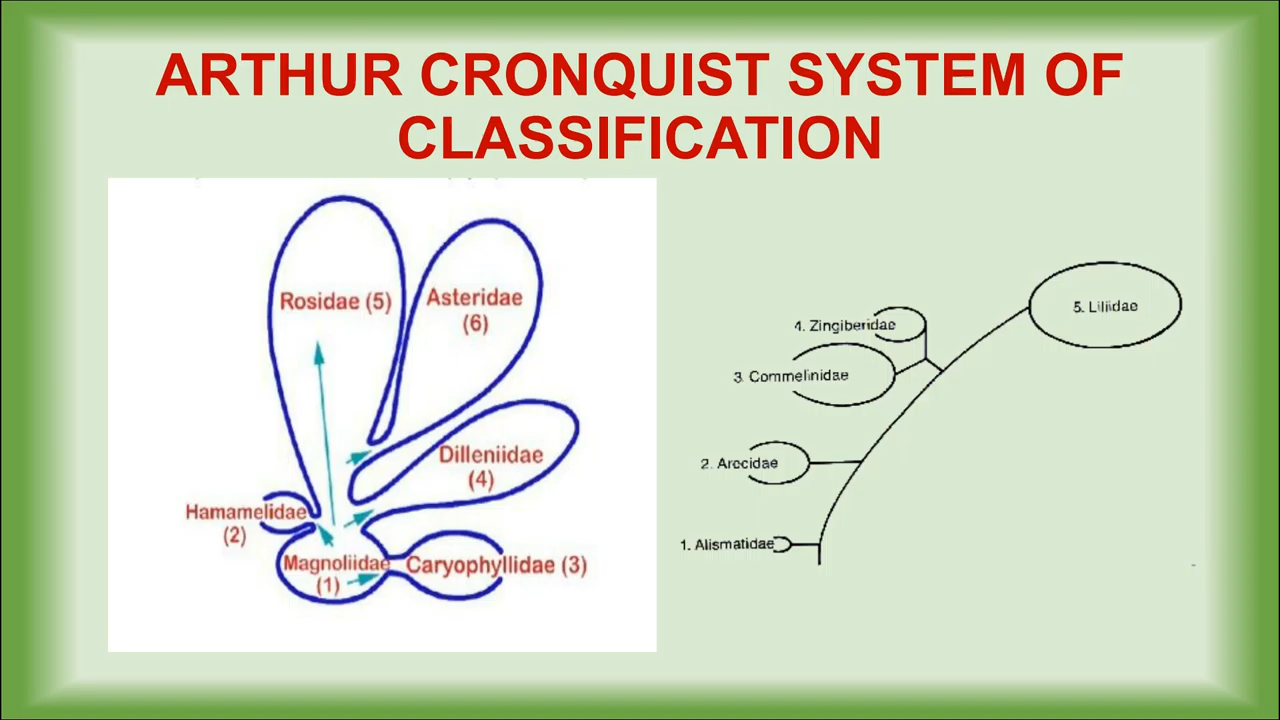 ARTHUR CRONQUIST SYSTEM OF
CLASSIFICATION
Rosidae (5)
Asteridae
(6)
Dilleniidae
(4)
Hamamelidae
(2)
Magnoliidae
(1)
Caryophyllidae (3)
5. Liliidae
4. Zingiberidae
3. Commelinidae
2. Arecidae
1. Alismatidae